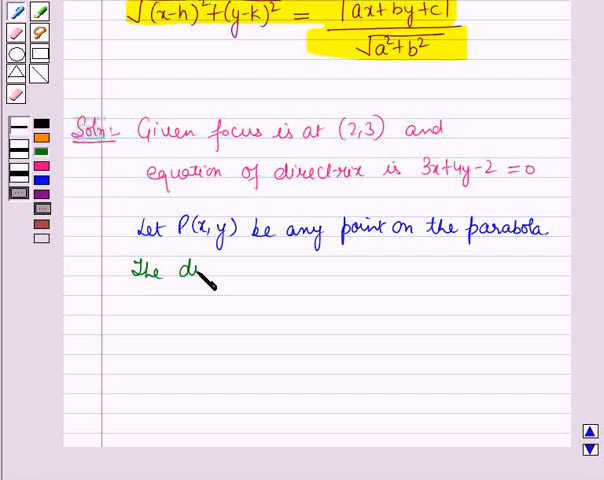 √(x-h)²+(y-k)² = |ax+by+c|
√a²+b²
Soln:- Given focus is at (2,3) and
equation of directrix is 3x+4y-2=0
Let P(x,y) be any point on the parabola.
The di